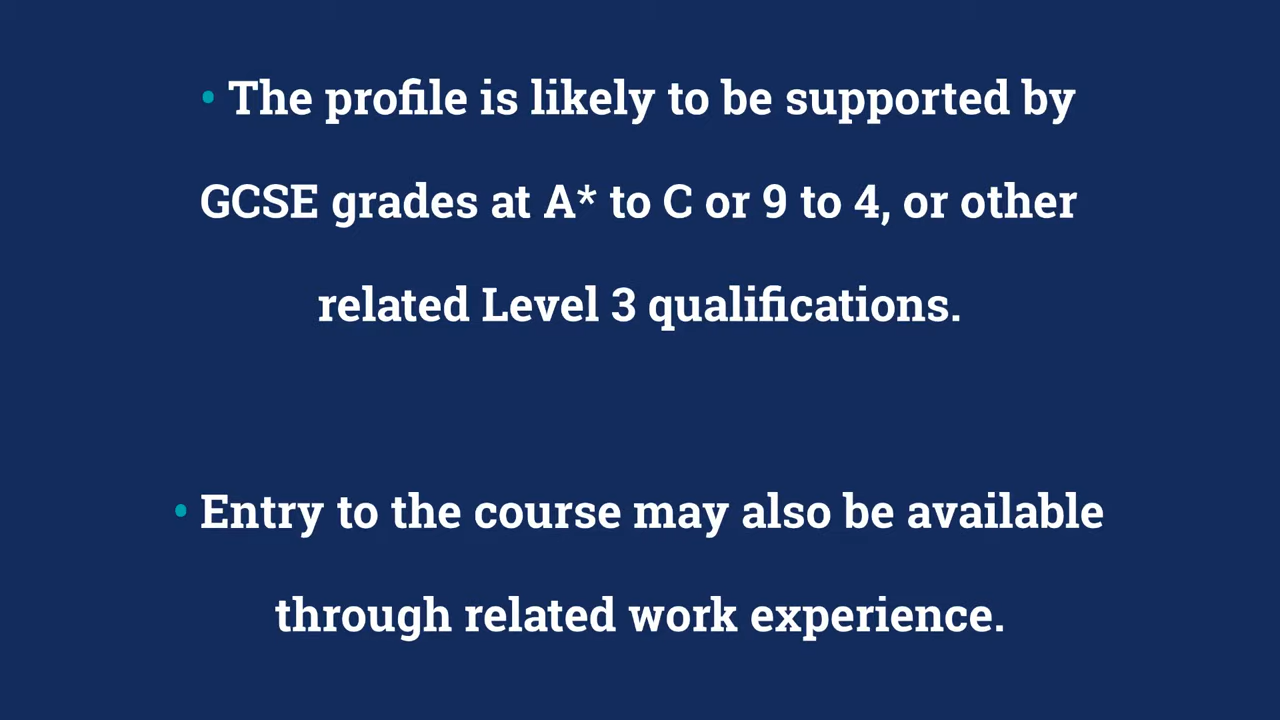 • The profile is likely to be supported by
GCSE grades at A* to C or 9 to 4, or other
related Level 3 qualifications.
• Entry to the course may also be available
through related work experience.